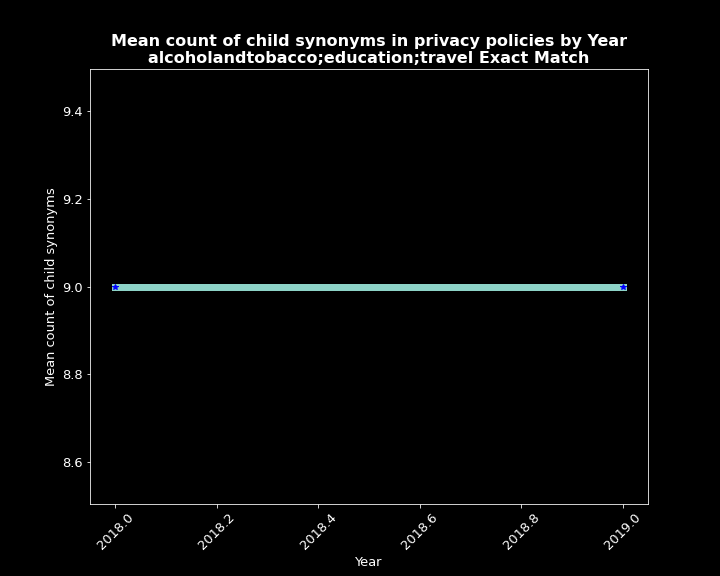 Mean count of child synonyms in privacy policies by Year
alcoholandtobacco;education;travel Exact Match
Mean count of child synonyms
9.4
9.2
9.0
8.8
8.6
2018.0
2018.2
2018.4
2018.6
2018.8
2019.0
Year